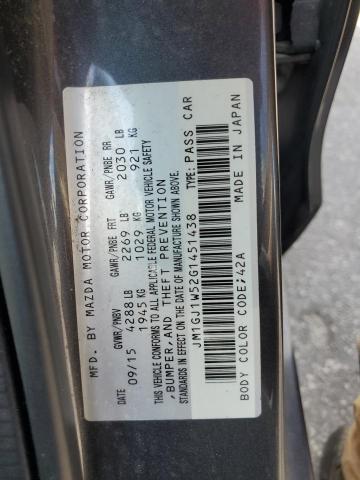 MFD. BY MAZDA MOTOR CORPORATION
DATE GVWR/PNBV GAWR/PNBE FRT GAWR/PNBE RR
09/15 4288 LB 2269 LB 2030 LB
1945 KG 1029 KG 921 KG
THIS VEHICLE CONFORMS TO ALL APPLICABLE FEDERAL MOTOR VEHICLE SAFETY
,BUMPER,AND THEFT PREVENTION
STANDARDS IN EFFECT ON THE DATE OF MANUFACTURE SHOWN ABOVE.
JM1GJ1W52G1451438 TYPE: PASS CAR
BODY COLOR CODE:42A MADE IN JAPAN